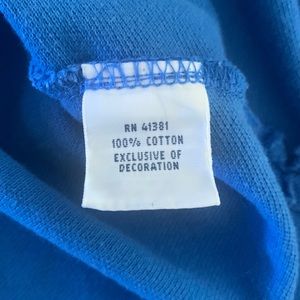 RN 41381
100% COTTON
EXCLUSIVE OF
DECORATION